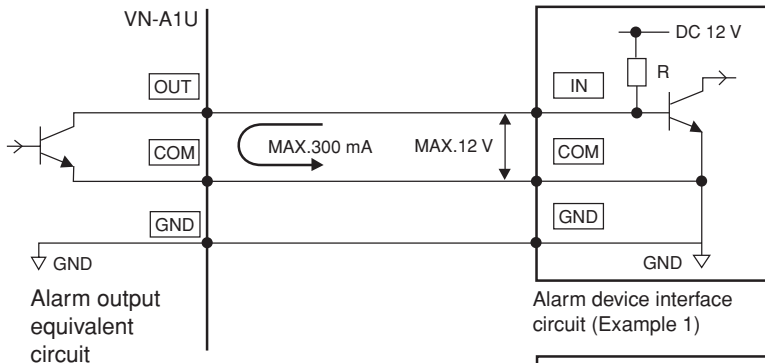 VN-A1U
DC 12 V
R
OUT
IN
COM
MAX.300 mA
MAX.12 V
COM
GND
GND
GND
GND
Alarm output
equivalent
circuit
Alarm device interface
circuit (Example 1)